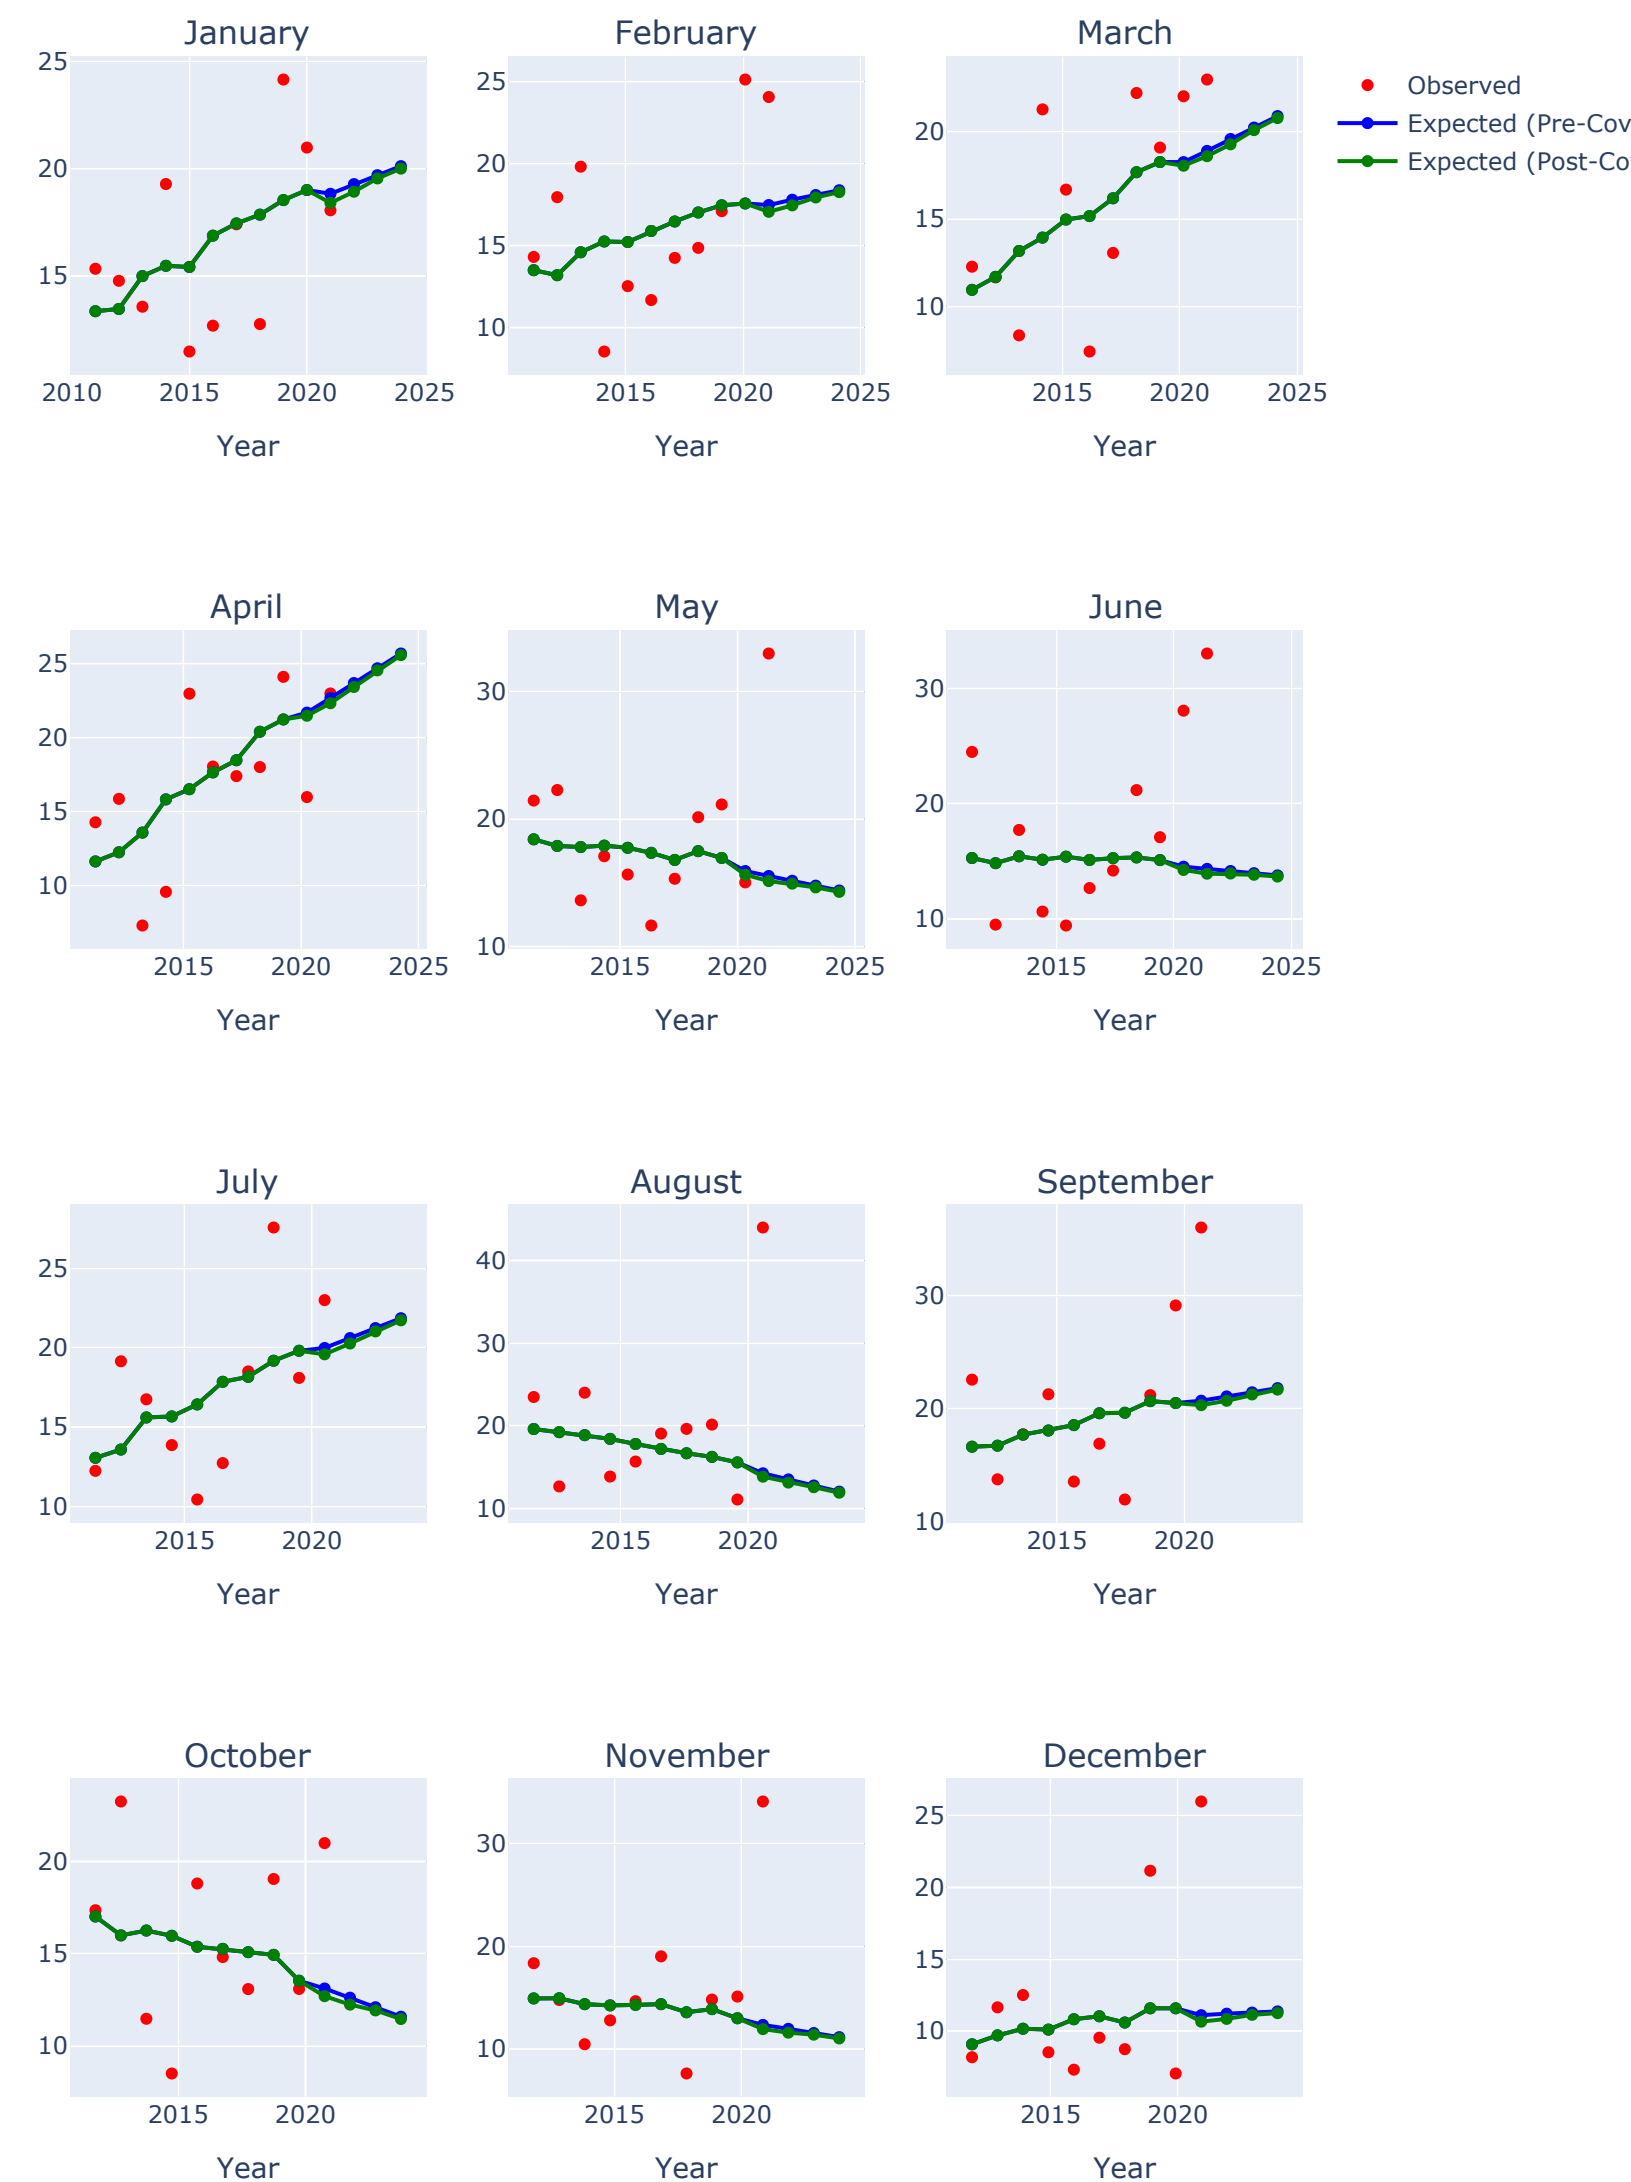 January
February
March
25
20
15
2010 2015 2020 2025
Year
25
20
15
10
2015 2020 2025
Year
20
15
10
2015 2020 2025
Year
Observed
Expected (Pre-Cov
Expected (Post-Co
April
May
June
25
20
15
10
2015 2020 2025
Year
30
20
10
2015 2020 2025
Year
30
20
10
2015 2020 2025
Year
July
August
September
25
20
15
10
2015 2020
Year
40
30
20
10
2015 2020
Year
30
20
10
2015 2020
Year
October
November
December
20
15
10
2015 2020
Year
30
20
10
2015 2020
Year
25
20
15
10
2015 2020
Year